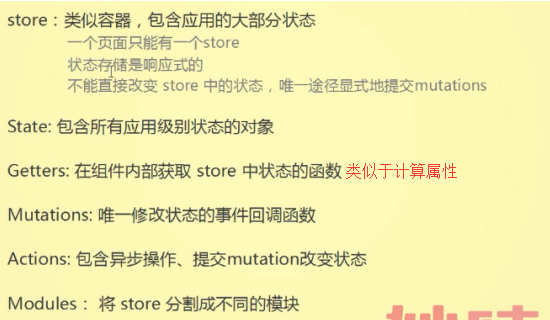 store：类似容器，包含应用的大部分状态
一个页面只能有一个store
状态存储是响应式的
不能直接改变 store 中的状态，唯一途径显式地提交mutations
State: 包含所有应用级别状态的对象
Getters: 在组件内部获取 store 中状态的函数 类似于计算属性
Mutations: 唯一修改状态的事件回调函数
Actions: 包含异步操作、提交mutation改变状态
Modules： 将 store 分割成不同的模块